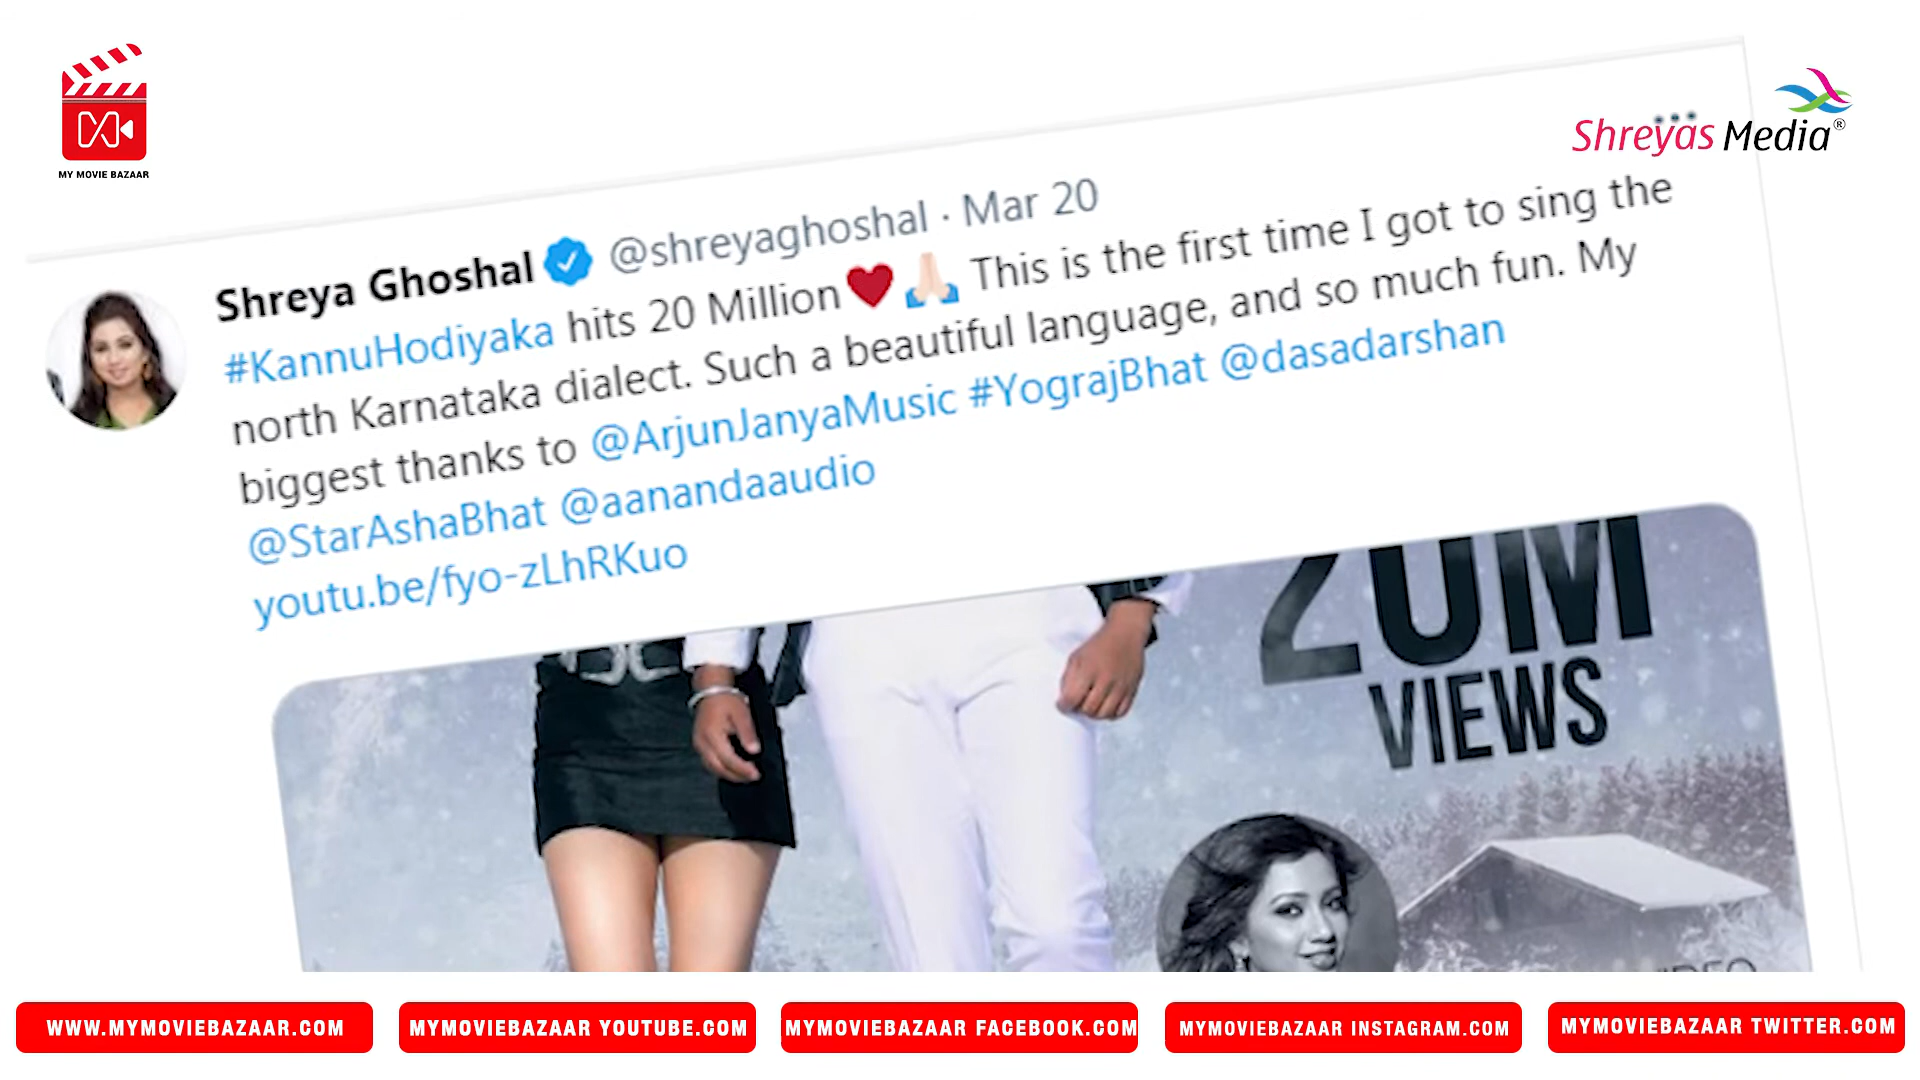 MY MOVIE BAZAAR
Shreyas Media®
Shreya Ghoshal @shreyaghoshal · Mar 20
#KannuHodiyaka hits 20 Million❤️🙏🏻 This is the first time I got to sing the
north Karnataka dialect. Such a beautiful language, and so much fun. My
biggest thanks to @ArjunJanyaMusic #YograjBhat @dasadarshan
@StarAshaBhat @aanandaaudio
youtu.be/fyo-zLhRKuo
20M
VIEWS
WWW.MYMOVIEBAZAAR.COM
MYMOVIEBAZAAR YOUTUBE.COM
MYMOVIEBAZAAR FACEBOOK.COM
MYMOVIEBAZAAR INSTAGRAM.COM
MYMOVIEBAZAAR TWITTER.COM